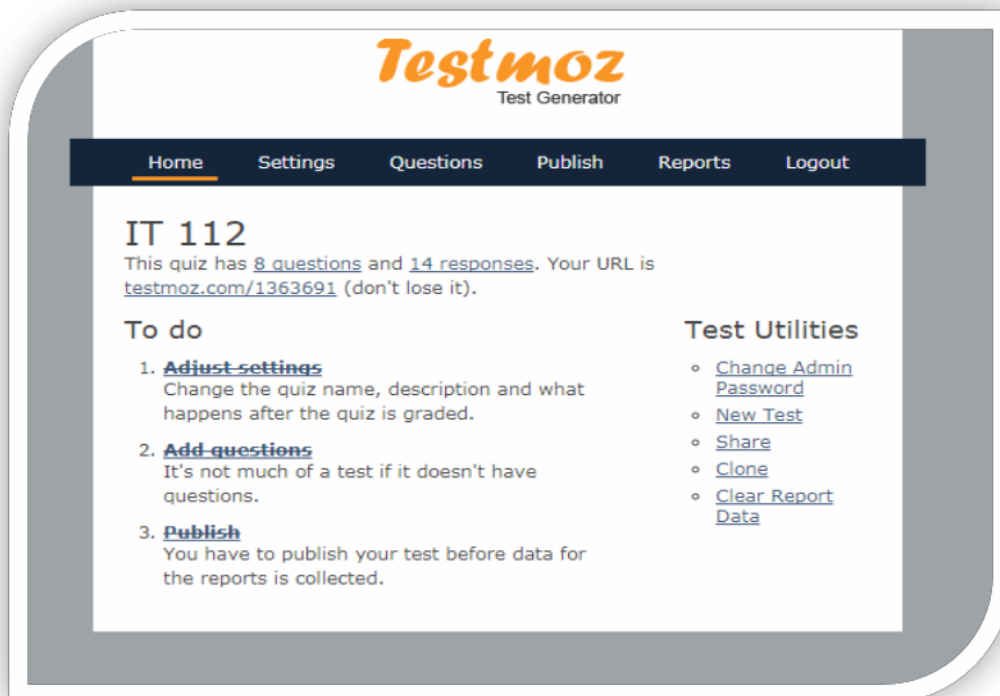 Testmoz
Test Generator
Home Settings Questions Publish Reports Logout
IT 112
This quiz has 8 questions and 14 responses. Your URL is
testmoz.com/1363691 (don't lose it).
To do
1. Adjust settings
Change the quiz name, description and what
happens after the quiz is graded.
2. Add questions
It's not much of a test if it doesn't have
questions.
3. Publish
You have to publish your test before data for
the reports is collected.
Test Utilities
Change Admin
Password
New Test
Share
Clone
Clear Report
Data